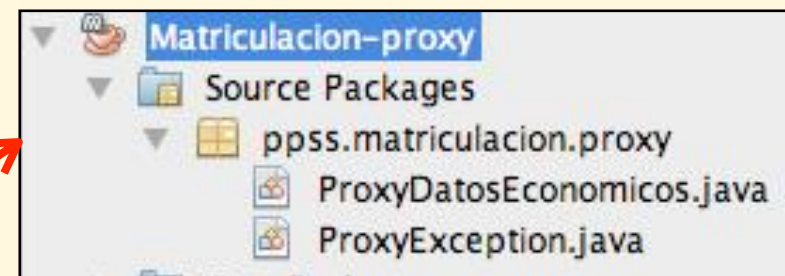 Matriculacion-proxy
Source Packages
ppss.matriculacion.proxy
ProxyDatosEconomicos.java
ProxyException.java